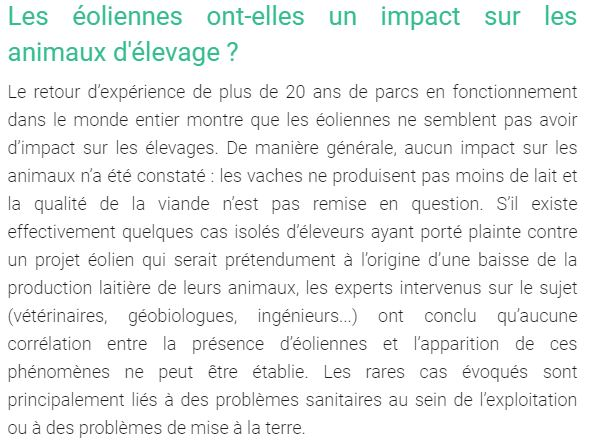 Les éoliennes ont-elles un impact sur les
animaux d'élevage ?
Le retour d’expérience de plus de 20 ans de parcs en fonctionnement
dans le monde entier montre que les éoliennes ne semblent pas avoir
d’impact sur les élevages. De manière générale, aucun impact sur les
animaux n’a été constaté : les vaches ne produisent pas moins de lait et
la qualité de la viande n’est pas remise en question. S’il existe
effectivement quelques cas isolés d’éleveurs ayant porté plainte contre
un projet éolien qui serait prétendument à l’origine d’une baisse de la
production laitière de leurs animaux, les experts intervenus sur le sujet
(vétérinaires, géobiologues, ingénieurs...) ont conclu qu’aucune
corrélation entre la présence d’éoliennes et l’apparition de ces
phénomènes ne peut être établie. Les rares cas évoqués sont
principalement liés à des problèmes sanitaires au sein de l’exploitation
ou à des problèmes de mise à la terre.